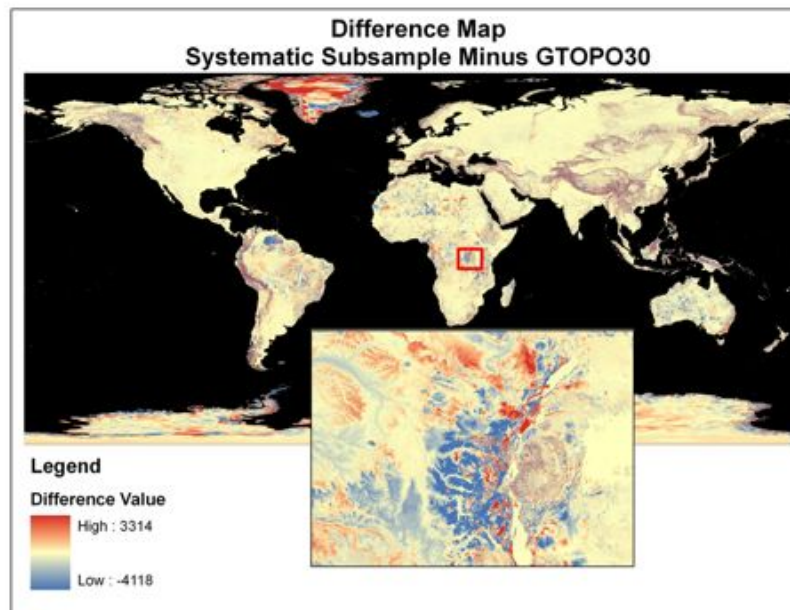 Difference Map
Systematic Subsample Minus GTOPO30
Legend
Difference Value
High : 3314
Low : -4118